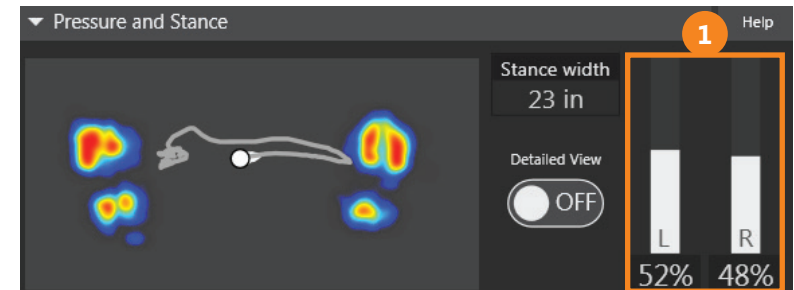 Pressure and Stance
Help
1
Stance width
23 in
Detailed View
OFF
L
R
52%
48%